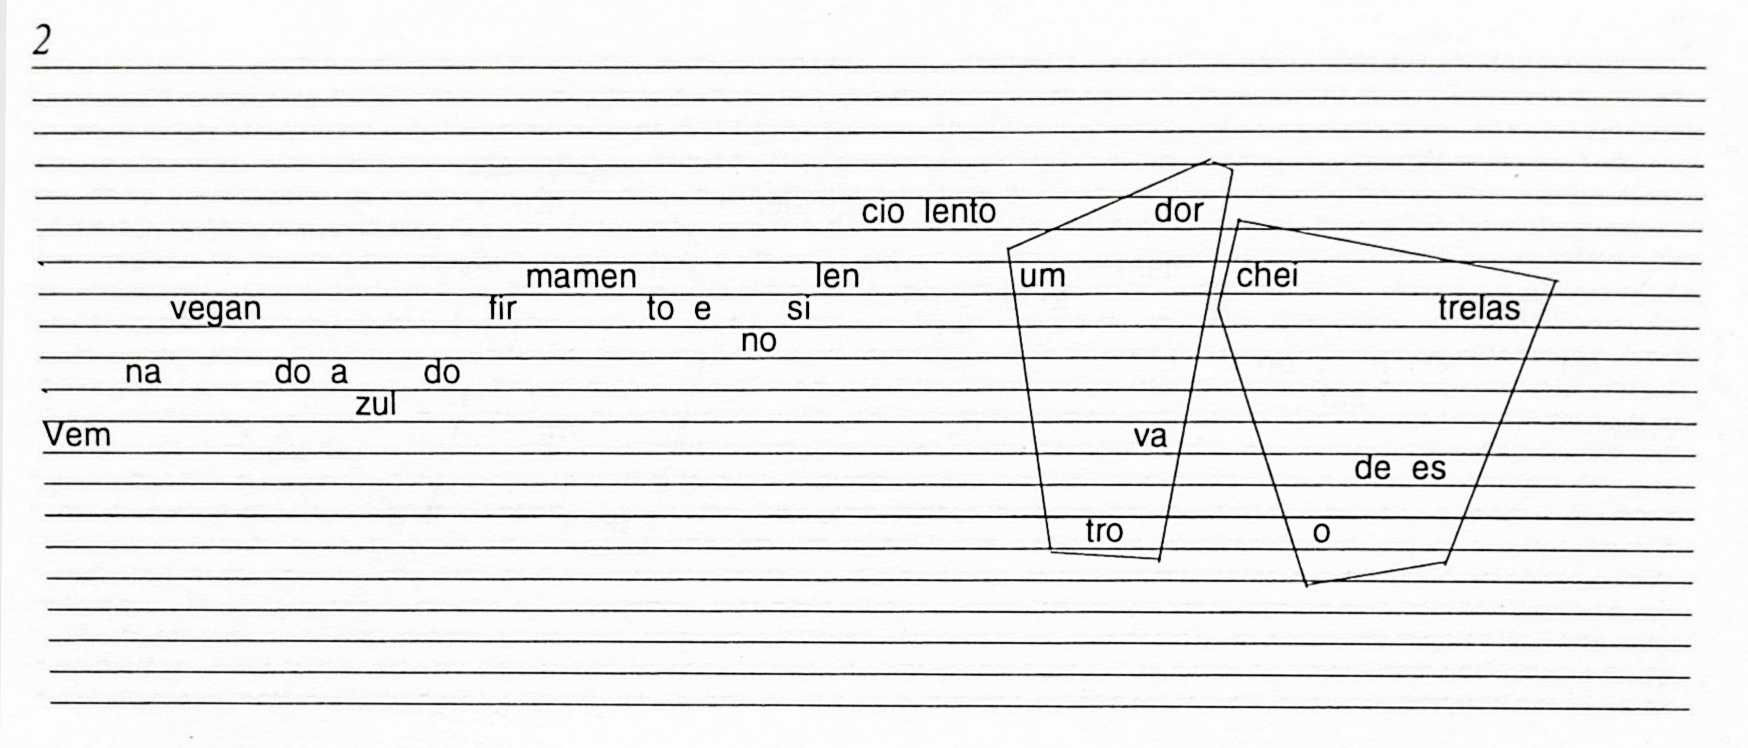 2
cio lento dor
mamen len um chei
vegan fir to e si trelas
no
na do a do
zul
Vem va
de es
tro o